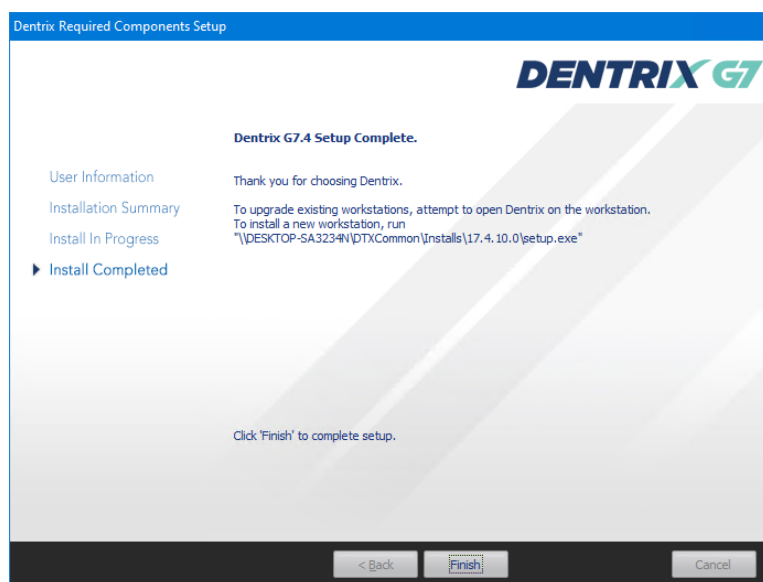 Dentrix Required Components Setup
DENTRIX G7
Dentrix G7.4 Setup Complete.
User Information
Installation Summary
Install In Progress
Install Completed
Thank you for choosing Dentrix.
To upgrade existing workstations, attempt to open Dentrix on the workstation.
To install a new workstation, run
"\\DESKTOP-SA3234N\DTXCommon\Installs\17.4.10.0\setup.exe"
Click 'Finish' to complete setup.
< Back
Finish
Cancel